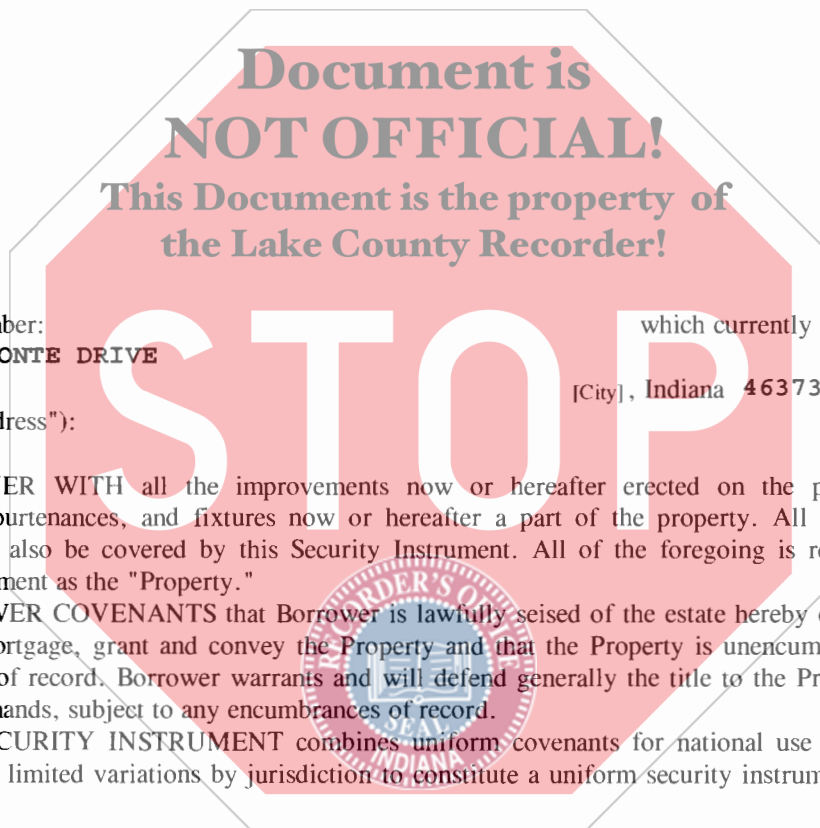 Document is
NOT OFFICIAL!
This Document is the property of
the Lake County Recorder!
STOP
ber: which currently
ONTE DRIVE
[City], Indiana 46373
dress"):
ER WITH all the improvements now or hereafter erected on the p
purtenances, and fixtures now or hereafter a part of the property. All
also be covered by this Security Instrument. All of the foregoing is re
ment as the "Property."
WER COVENANTS that Borrower is lawfully seised of the estate hereby
ortgage, grant and convey the Property and that the Property is unencum
of record. Borrower warrants and will defend generally the title to the Pr
ands, subject to any encumbrances of record.
CURITY INSTRUMENT combines uniform covenants for national use
limited variations by jurisdiction to constitute a uniform security instrum
RECORDER'S OFFICE
SEAL
INDIANA